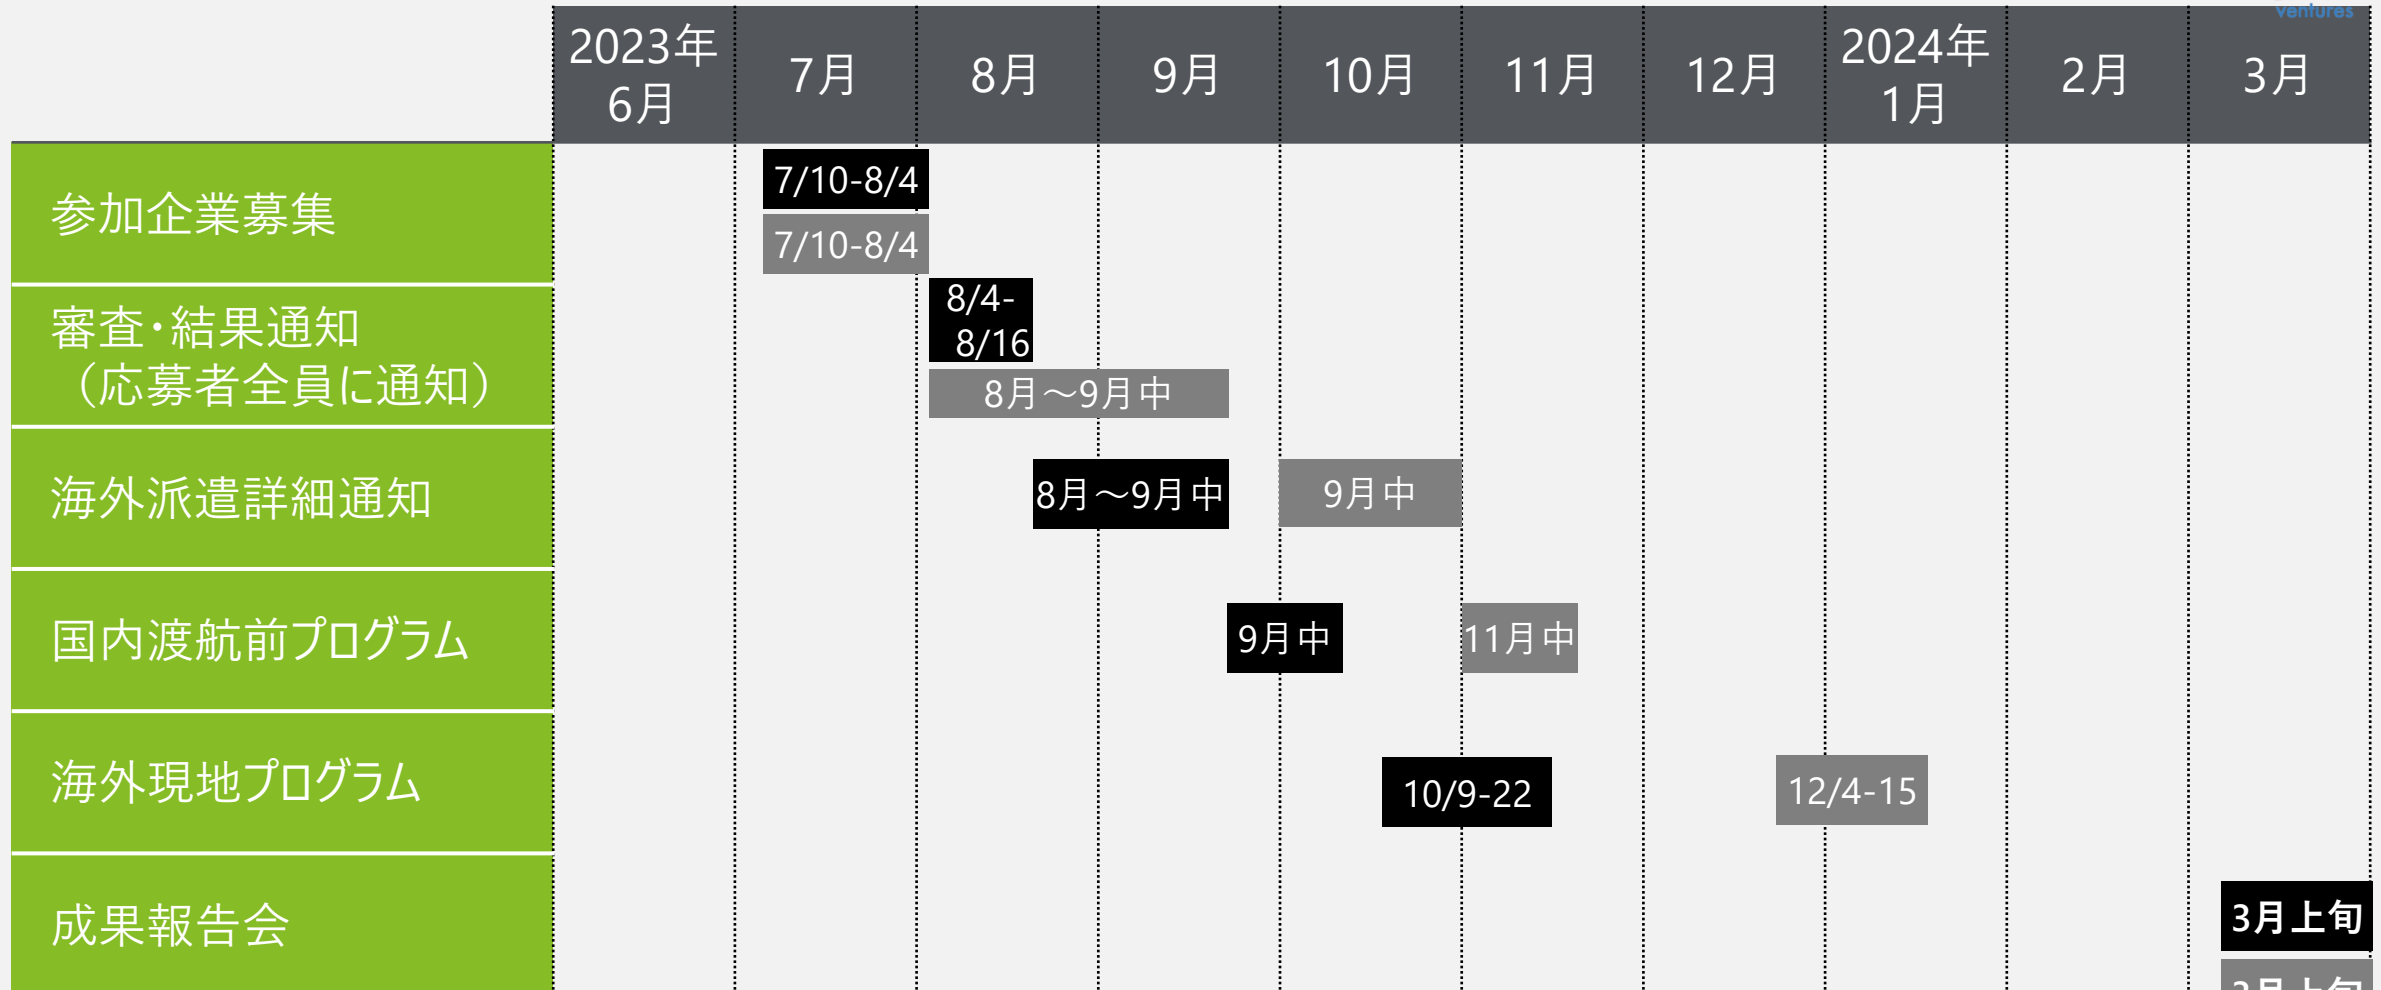 ventures
2023年
6月
7月
8月
9月
10月
11月
12月
2024年
1月
2月
3月
参加企業募集
7/10-8/4
7/10-8/4
審査・結果通知
（応募者全員に通知）
8/4-
8/16
8月～9月中
海外派遣詳細通知
8月～9月中
9月中
国内渡航前プログラム
9月中
11月中
海外現地プログラム
10/9-22
12/4-15
成果報告会
3月上旬
3月上旬